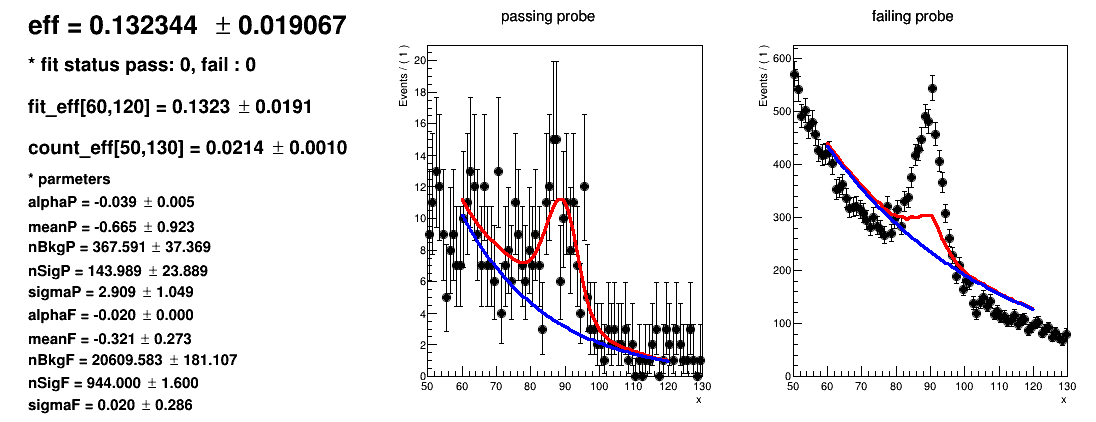 eff = 0.132344 ± 0.019067
* fit status pass: 0, fail : 0
fit_eff[60,120] = 0.1323 ± 0.0191
count_eff[50,130] = 0.0214 ± 0.0010
* parmeters
alphaP = -0.039 ± 0.005
meanP = -0.665 ± 0.923
nBkgP = 367.591 ± 37.369
nSigP = 143.989 ± 23.889
sigmaP = 2.909 ± 1.049
alphaF = -0.020 ± 0.000
meanF = -0.321 ± 0.273
nBkgF = 20609.583 ± 181.107
nSigF = 944.000 ± 1.600
sigmaF = 0.020 ± 0.286
passing probe
Events / ( 1 )
20
18
16
14
12
10
8
6
4
2
0
50 60 70 80 90 100 110 120 130
x
failing probe
Events / ( 1 )
600
500
400
300
200
100
0
50 60 70 80 90 100 110 120 130
x